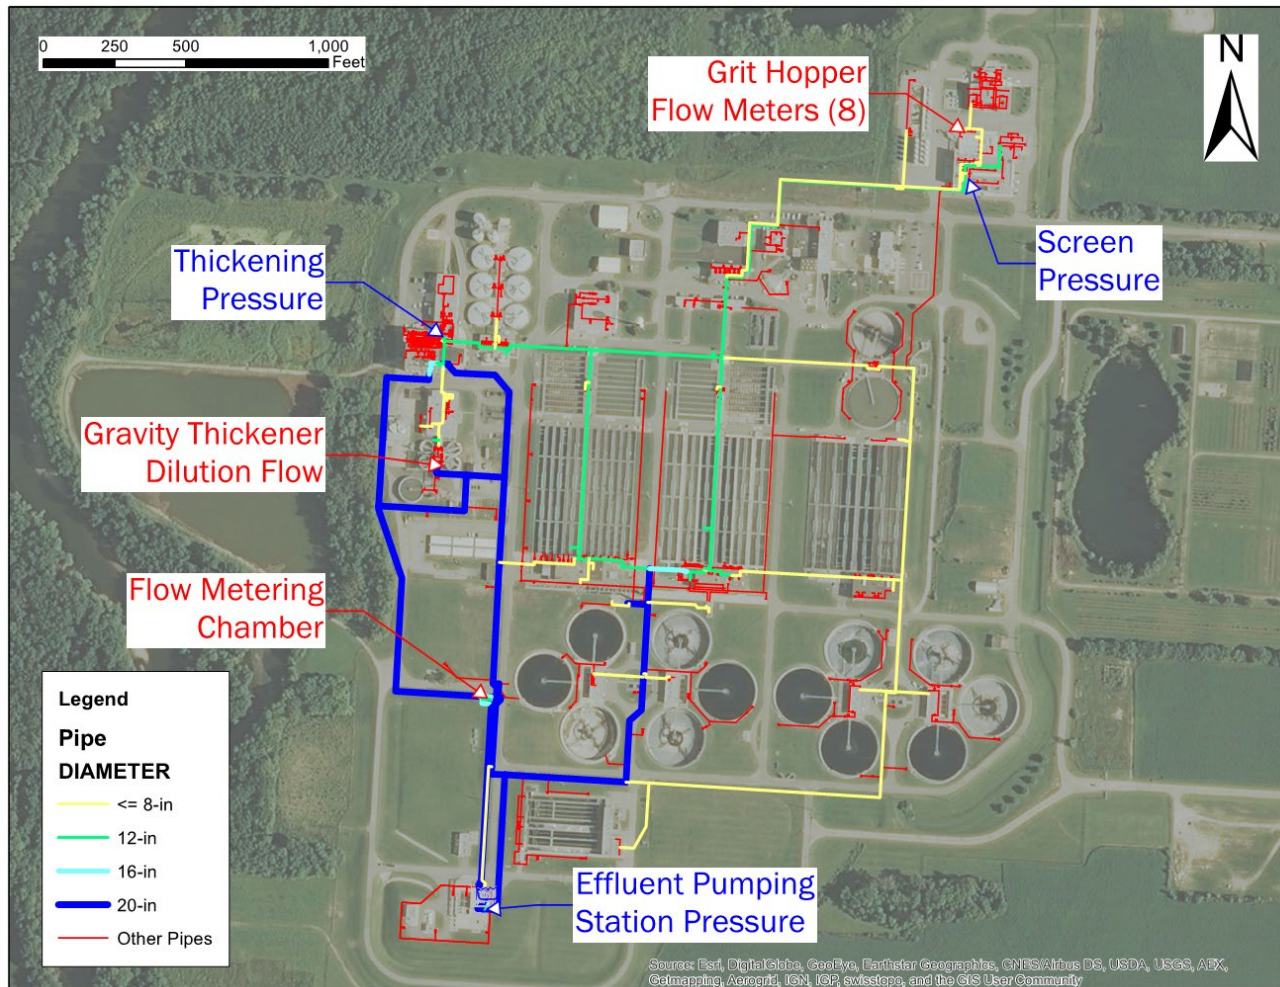 0 250 500 1,000
Feet
Grit Hopper
Flow Meters (8)
N
Screen
Pressure
Thickening
Pressure
Gravity Thickener
Dilution Flow
Flow Metering
Chamber
Legend
Pipe
DIAMETER
<= 8-in
12-in
16-in
20-in
Other Pipes
Effluent Pumping
Station Pressure
Source: Esri, DigitalGlobe, GeoEye, Earthstar Geographics, CNES/Airbus DS, USDA, USGS, AEX,
Getmapping, Aerogrid, IGN, IGP, swisstopo, and the GIS User Community